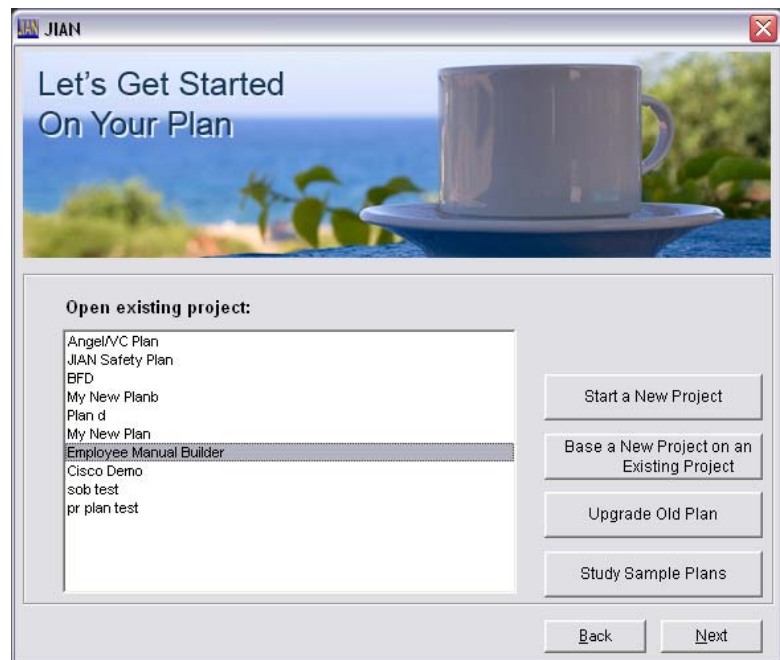 JIAN
Let's Get Started
On Your Plan
Open existing project:
Angel/VC Plan
JIAN Safety Plan
BFD
My New Planb
Plan d
My New Plan
Employee Manual Builder
Cisco Demo
sob test
pr plan test
Start a New Project
Base a New Project on an
Existing Project
Upgrade Old Plan
Study Sample Plans
Back
Next